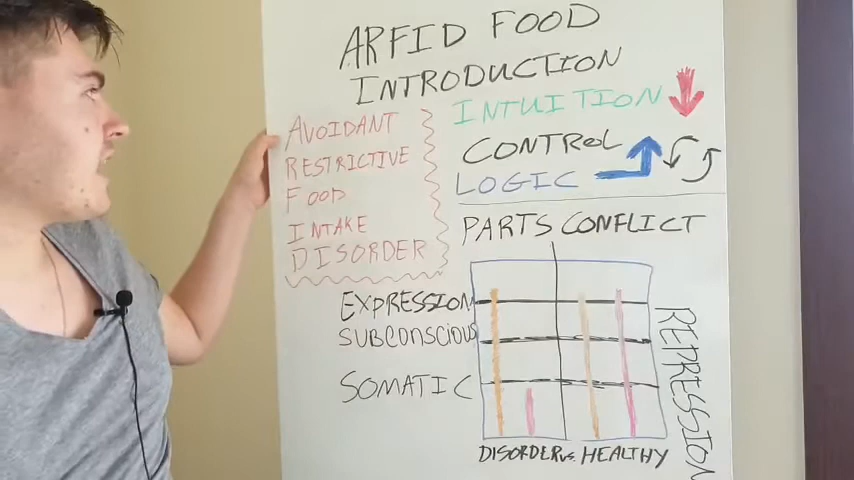 ARFID FOOD
INTRODUCTION
AVOIDANT
RESTRICTIVE
FOOD
INTAKE
DISORDER
INTUITION
CONTROL
LOGIC
PARTS CONFLICT
EXPRESSION
SUBCONSCIOUS
SOMATIC
REPRESSION
DISORDER vs. HEALTHY